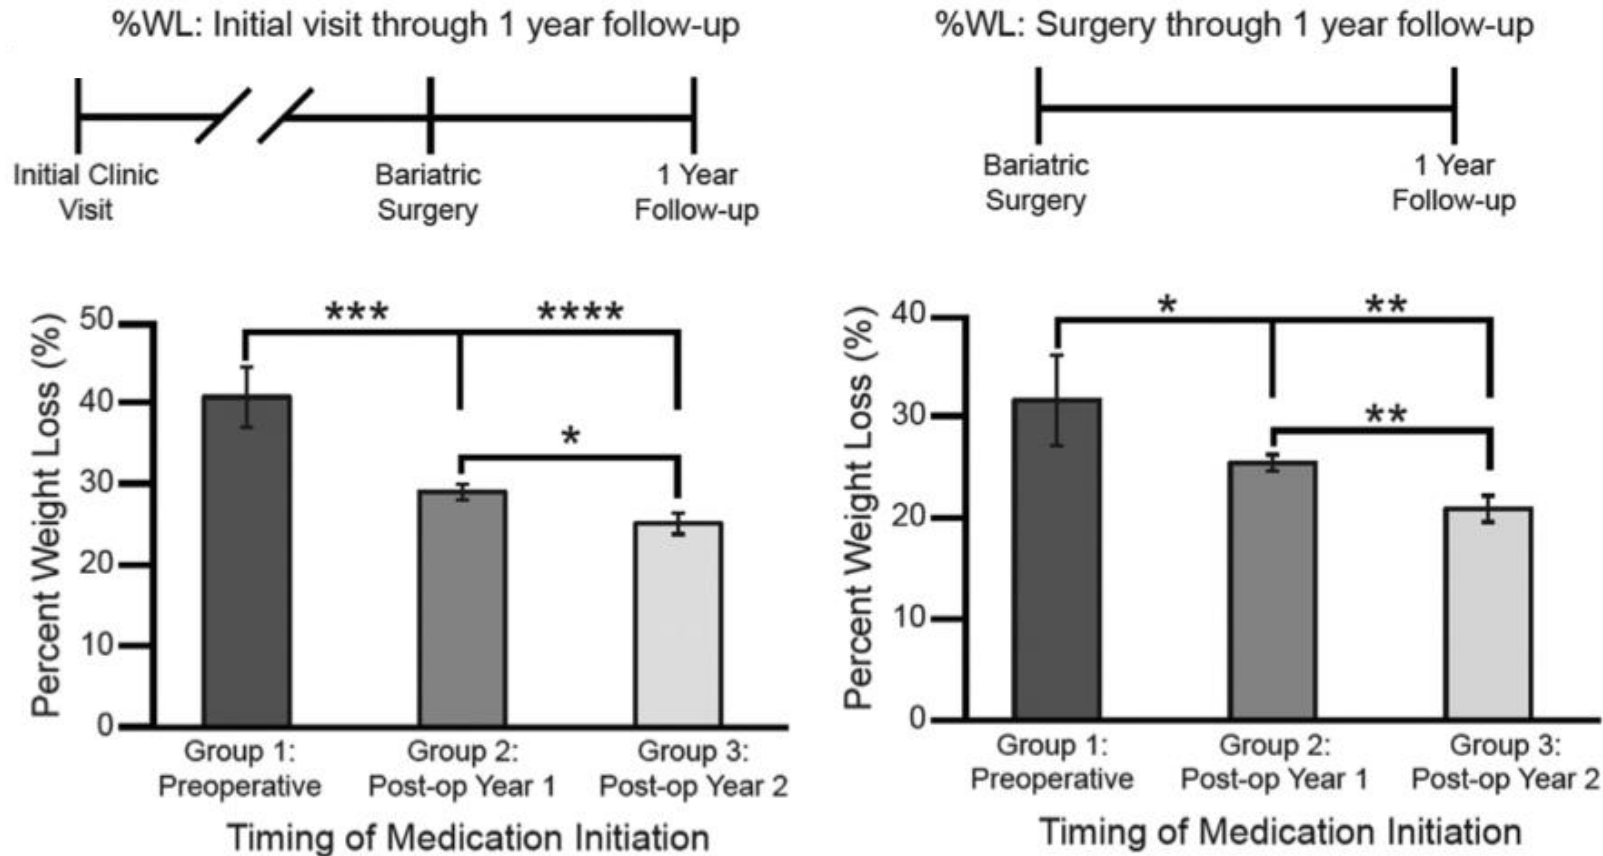 %WL: Initial visit through 1 year follow-up
Initial Clinic
Visit
Bariatric
Surgery
1 Year
Follow-up
Percent Weight Loss (%)
50
40
30
20
10
0
***
****
*
Group 1:
Preoperative
Group 2:
Post-op Year 1
Group 3:
Post-op Year 2
Timing of Medication Initiation
%WL: Surgery through 1 year follow-up
Bariatric
Surgery
1 Year
Follow-up
Percent Weight Loss (%)
40
30
20
10
0
*
**
**
Group 1:
Preoperative
Group 2:
Post-op Year 1
Group 3:
Post-op Year 2
Timing of Medication Initiation